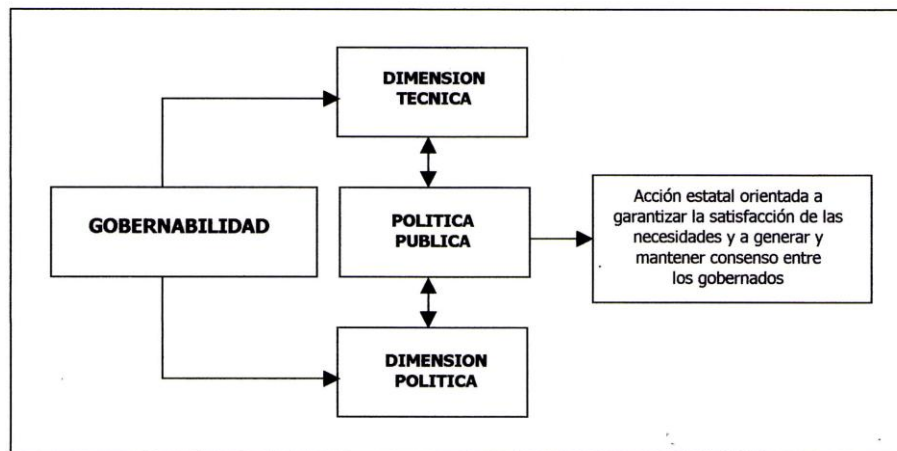 DIMENSION
TECNICA
GOBERNABILIDAD
POLITICA
PUBLICA
Acción estatal orientada a
garantizar la satisfacción de las
necesidades y a generar y
mantener consenso entre
los gobernados
DIMENSION
POLITICA